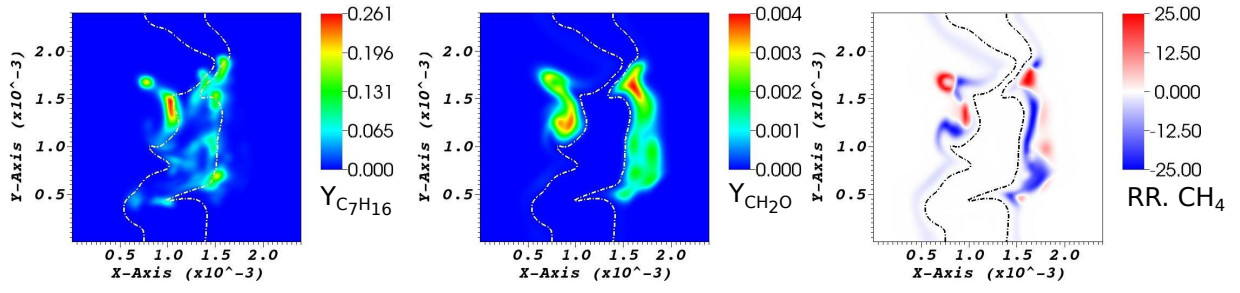 0.261
0.196
0.131
0.065
0.000
Y_C7H16
2.0
1.5
1.0
0.5
Y-Axis (x10^-3)
0.5 1.0 1.5 2.0
X-Axis (x10^-3)
0.004
0.003
0.002
0.001
0.000
Y_CH2O
2.0
1.5
1.0
0.5
Y-Axis (x10^-3)
0.5 1.0 1.5 2.0
X-Axis (x10^-3)
25.00
12.50
0.00
-12.50
-25.00
RR. CH4
2.0
1.5
1.0
0.5
Y-Axis (x10^-3)
0.5 1.0 1.5 2.0
X-Axis (x10^-3)